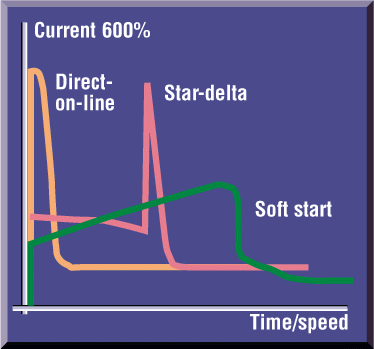 Current 600%
Direct-
on-line
Star-delta
Soft start
Time/speed